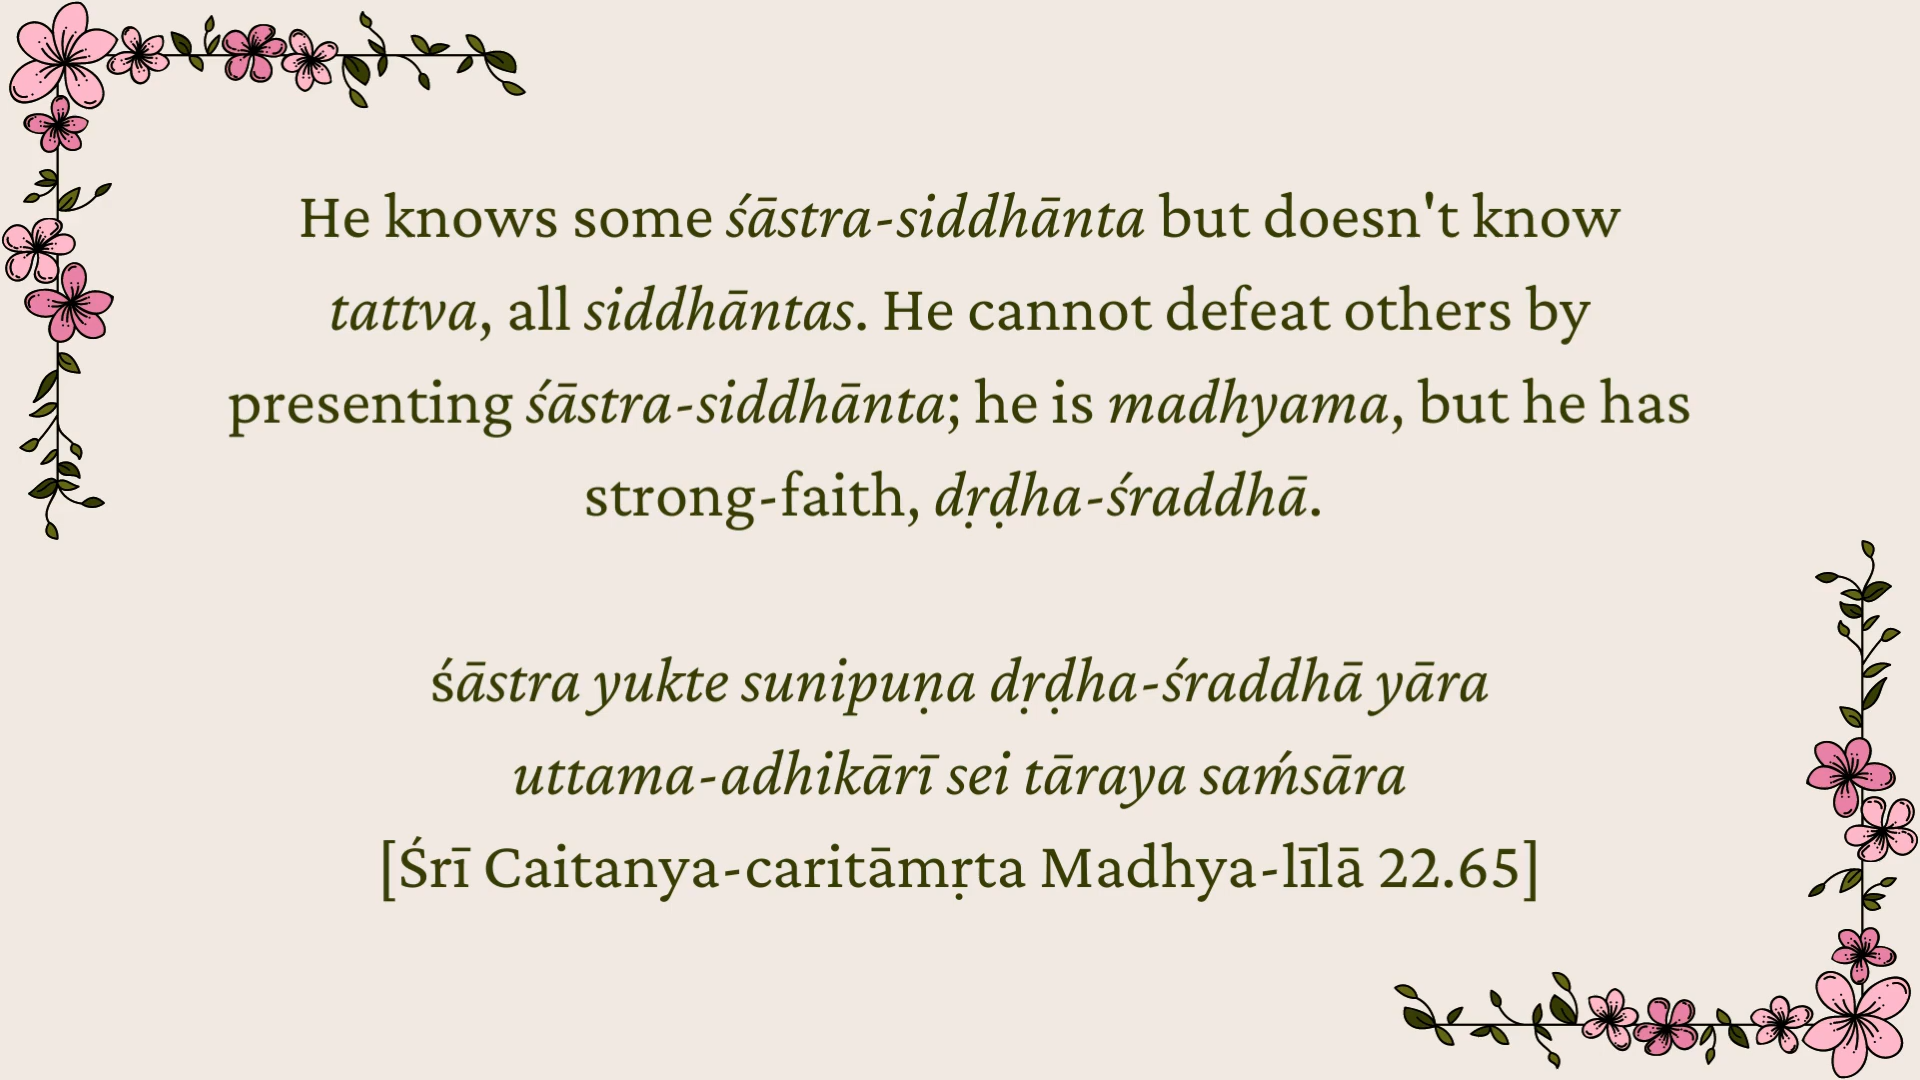 He knows some śāstra-siddhānta but doesn't know
tattva, all siddhāntas. He cannot defeat others by
presenting śāstra-siddhānta; he is madhyama, but he has
strong-faith, dṛḍha-śraddhā.
śāstra yukte sunipuṇa dṛḍha-śraddhā yāra
uttama-adhikārī sei tāraya saḿsāra
[Śrī Caitanya-caritāmṛta Madhya-līlā 22.65]